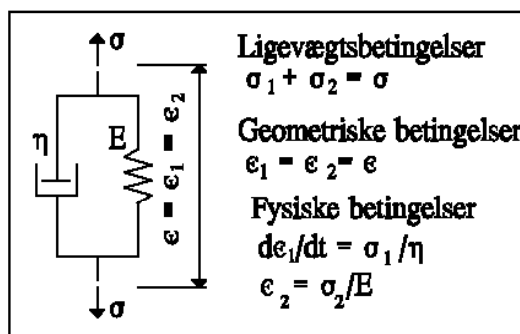 σ
η
E
ϵ = ϵ₁ = ϵ₂
σ
Ligevægtsbetingelser
σ₁ + σ₂ = σ
Geometriske betingelser
ϵ₁ = ϵ₂ = ϵ
Fysiske betingelser
dϵ₁/dt = σ₁/η
ϵ₂ = σ₂/E